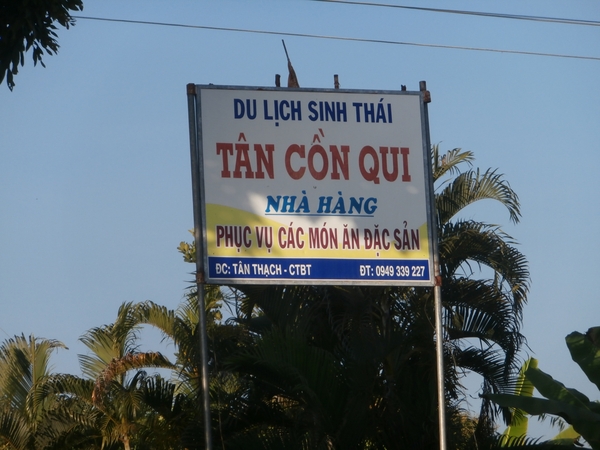 DU LỊCH SINH THÁI
TÂN CỒN QUI
NHÀ HÀNG
PHỤC VỤ CÁC MÓN ĂN ĐẶC SẢN
ĐC: TÂN THẠCH - CTBT ĐT: 0949 339 227